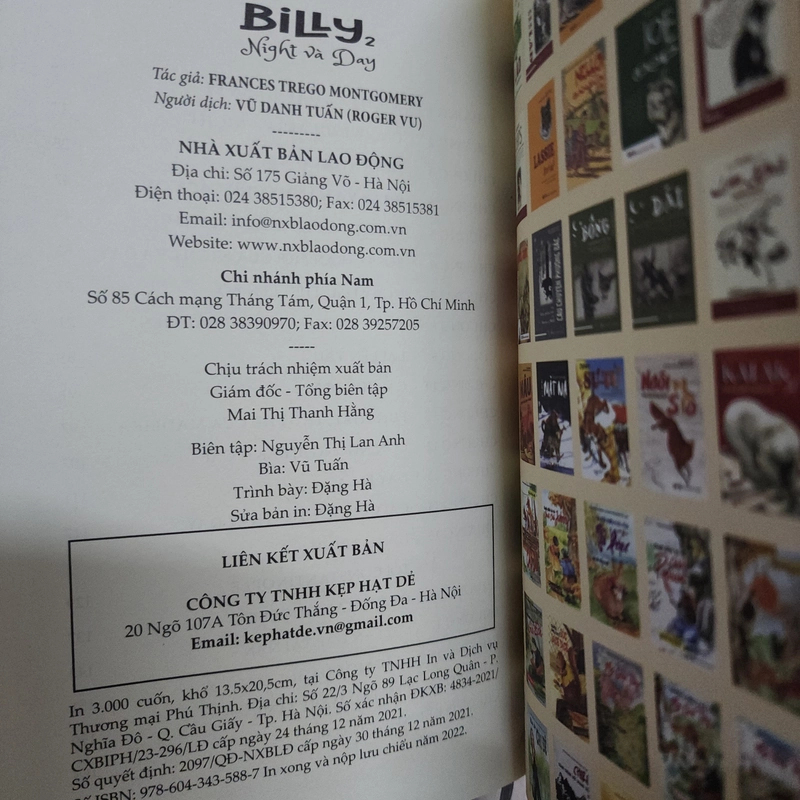 BiLLy 2
Night và Day
Tác giả: FRANCES TREGO MONTGOMERY
Người dịch: VŨ DANH TUẤN (ROGER VU)
---------
NHÀ XUẤT BẢN LAO ĐỘNG
Địa chỉ: Số 175 Giảng Võ - Hà Nội
Điện thoại: 024 38515380; Fax: 024 38515381
Email: info@nxblaodong.com.vn
Website: www.nxblaodong.com.vn
Chi nhánh phía Nam
Số 85 Cách mạng Tháng Tám, Quận 1, Tp. Hồ Chí Minh
ĐT: 028 38390970; Fax: 028 39257205
-----
Chịu trách nhiệm xuất bản
Giám đốc - Tổng biên tập
Mai Thị Thanh Hằng
Biên tập: Nguyễn Thị Lan Anh
Bìa: Vũ Tuấn
Trình bày: Đặng Hà
Sửa bản in: Đặng Hà
LIÊN KẾT XUẤT BẢN
CÔNG TY TNHH KẸP HẠT DẺ
20 Ngõ 107A Tôn Đức Thắng - Đống Đa - Hà Nội
Email: kephatde.vn@gmail.com
In 3.000 cuốn, khổ 13.5x20,5cm, tại Công ty TNHH In và Dịch vụ
Thương mại Phú Thịnh. Địa chỉ: Số 22/3 Ngõ 89 Lạc Long Quân - P.
Nghĩa Đô - Q. Cầu Giấy - Tp. Hà Nội. Số xác nhận ĐKXB: 4834-2021/
CXBIPH/23-296/LĐ cấp ngày 24 tháng 12 năm 2021.
Số quyết định: 2097/QĐ-NXBLĐ cấp ngày 30 tháng 12 năm 2021.
ISBN: 978-604-343-588-7 In xong và nộp lưu chiểu năm 2022.
LASSIE
BÔNG
MẶT NẠ